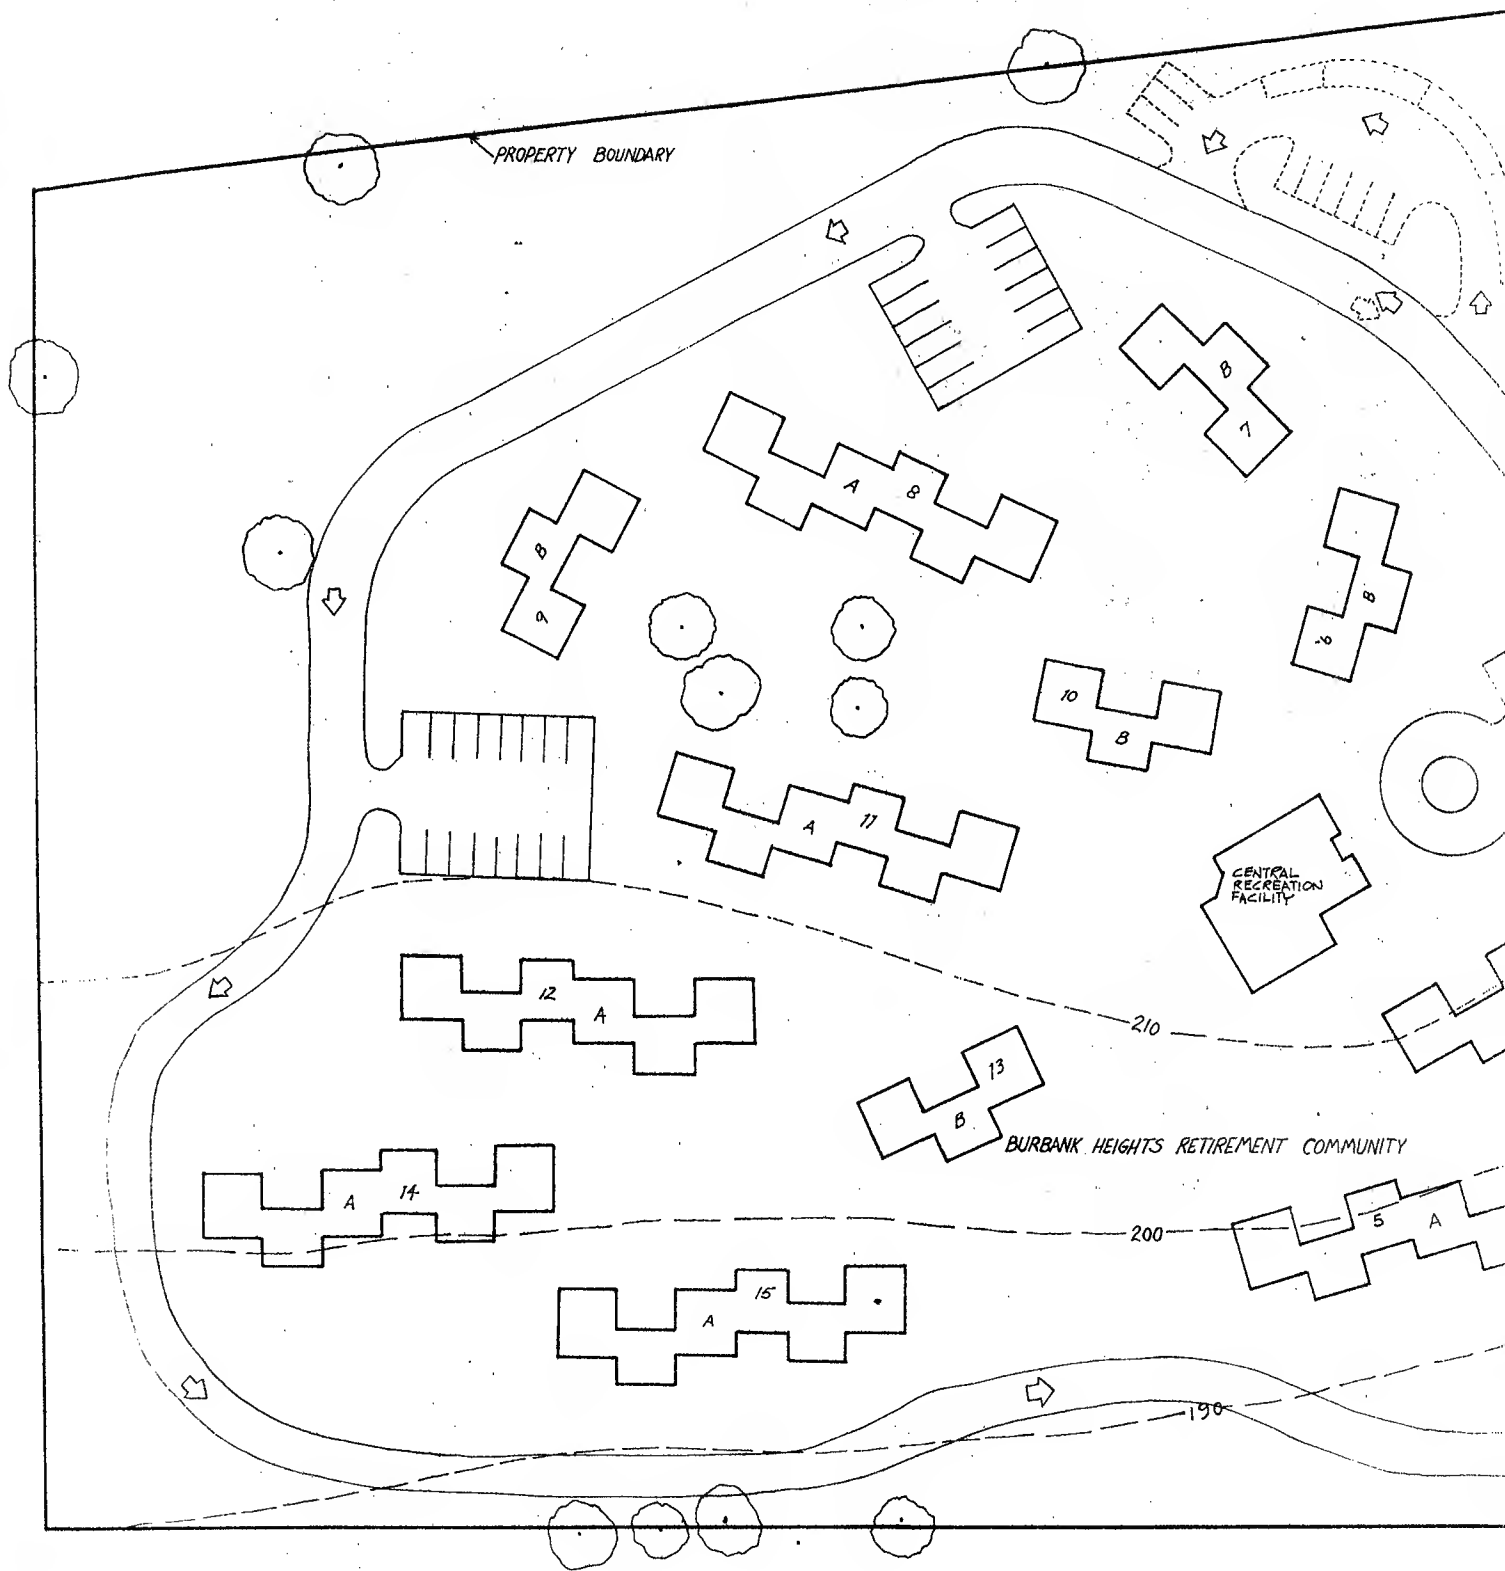 PROPERTY BOUNDARY
B
7
A 8
B
9
B
6
10
B
A 11
CENTRAL
RECREATION
FACILITY
12
A
210
13
B
BURBANK HEIGHTS RETIREMENT COMMUNITY
A 14
200
5 A
15
A
190